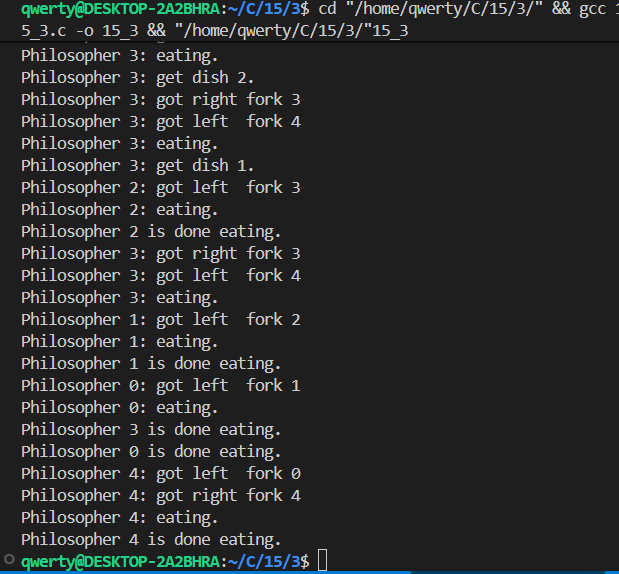 qwerty@DESKTOP-2A2BHRA:~/C/15/3$ cd "/home/qwerty/C/15/3/" && gcc 1
5_3.c -o 15_3 && "/home/qwerty/C/15/3/"15_3
Philosopher 3: eating.
Philosopher 3: get dish 2.
Philosopher 3: got right fork 3
Philosopher 3: got left  fork 4
Philosopher 3: eating.
Philosopher 3: get dish 1.
Philosopher 2: got left  fork 3
Philosopher 2: eating.
Philosopher 2 is done eating.
Philosopher 3: got right fork 3
Philosopher 3: got left  fork 4
Philosopher 3: eating.
Philosopher 1: got left  fork 2
Philosopher 1: eating.
Philosopher 1 is done eating.
Philosopher 0: got left  fork 1
Philosopher 0: eating.
Philosopher 3 is done eating.
Philosopher 0 is done eating.
Philosopher 4: got left  fork 0
Philosopher 4: got right fork 4
Philosopher 4: eating.
Philosopher 4 is done eating.
qwerty@DESKTOP-2A2BHRA:~/C/15/3$